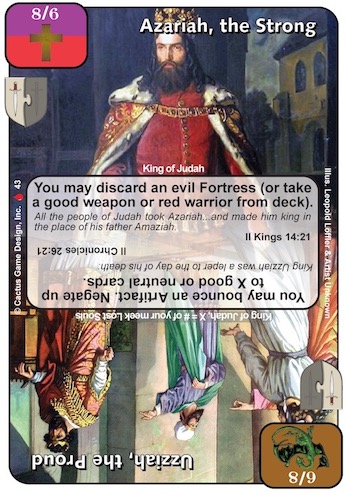 8/6
Azariah, the Strong
King of Judah
You may discard an evil Fortress (or take
a good weapon or red warrior from deck).
All the people of Judah took Azariah...and made him king
in the place of his father Amaziah.
II Kings 14:21
© Cactus Game Design, Inc. 43
Illus. Leopold Löffler & Artist Unknown
9/8
Uzziah, the Proud
King of Judah, X = # of your meek Lost Souls
You may bounce an Artifact. Negate up
to X good or neutral cards.
King Uzziah was a leper to the day of his death.
II Chronicles 26:21